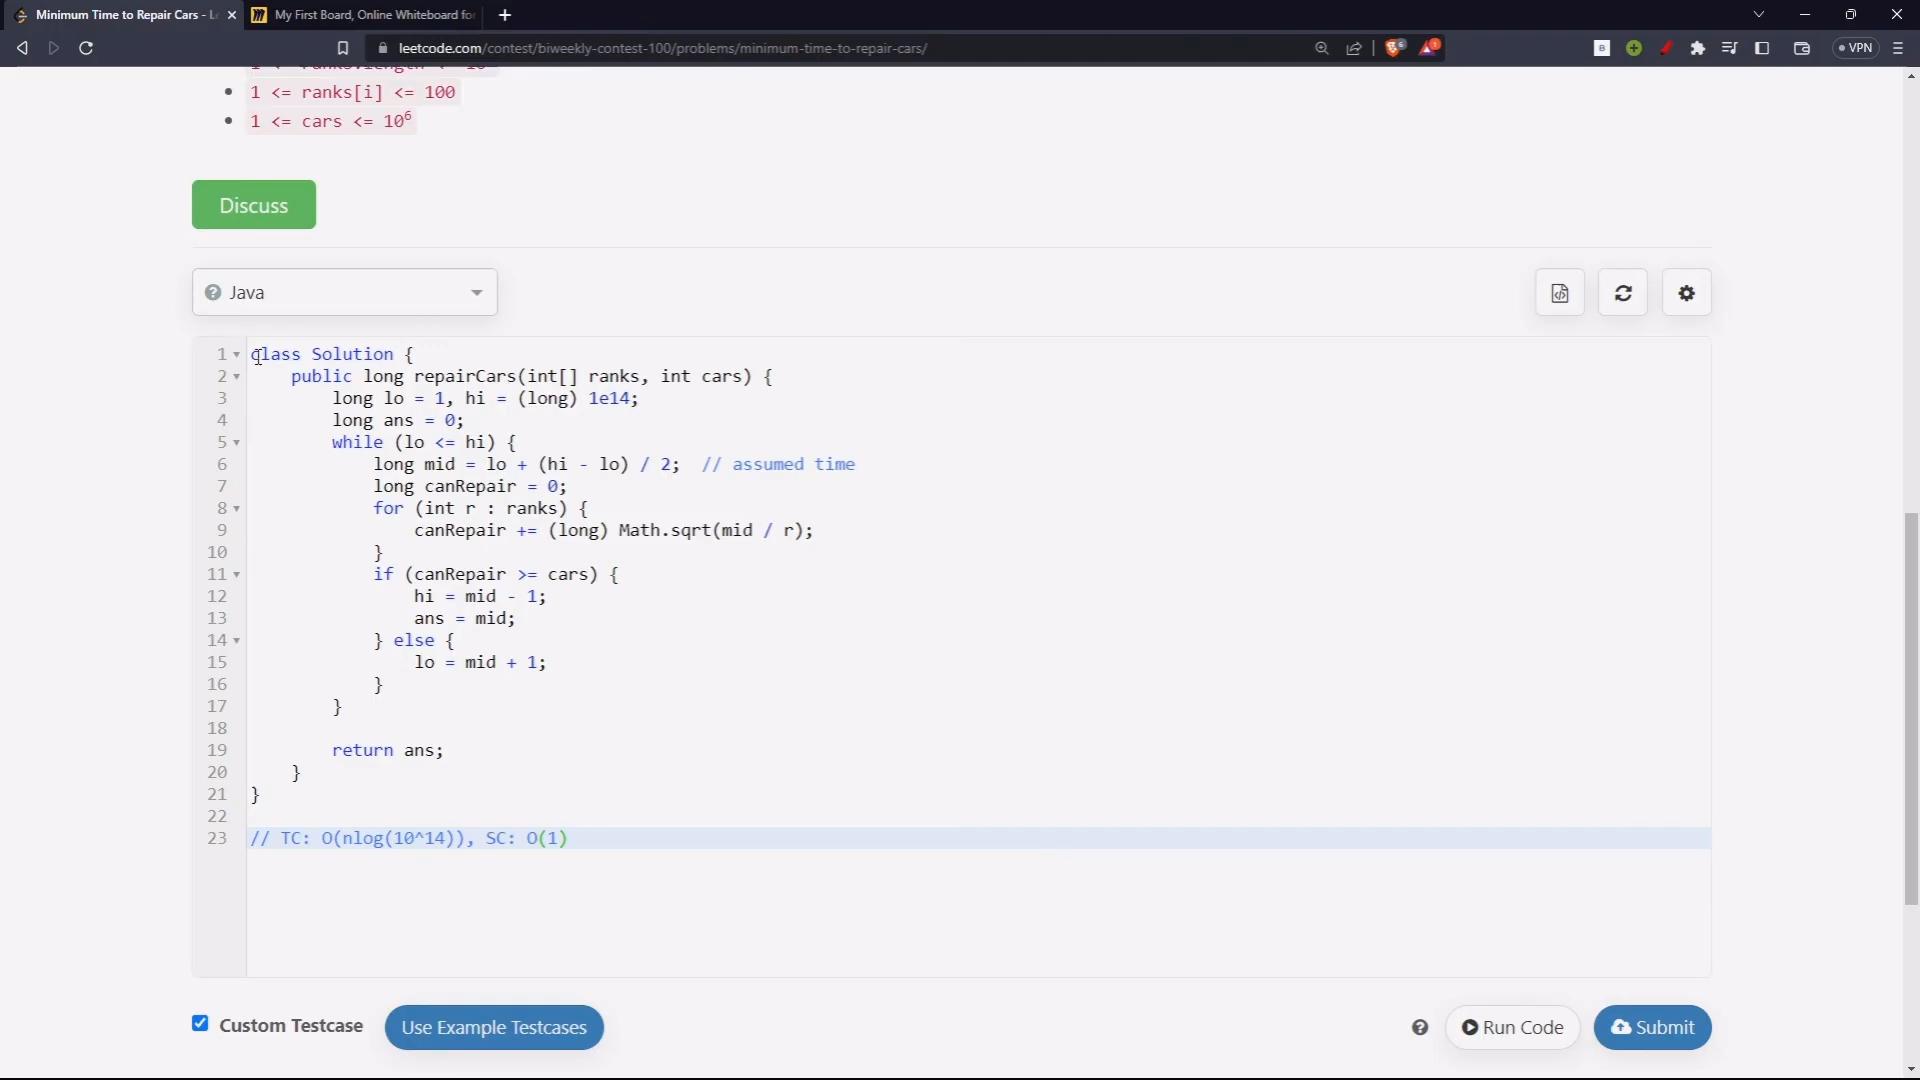 Minimum Time to Repair Cars - L
My First Board, Online Whiteboard for
leetcode.com/contest/biweekly-contest-100/problems/minimum-time-to-repair-cars/
VPN
1 <= ranks[i] <= 100
1 <= cars <= 10⁶
Discuss
Java
1 class Solution {
2 public long repairCars(int[] ranks, int cars) {
3 long lo = 1, hi = (long) 1e14;
4 long ans = 0;
5 while (lo <= hi) {
6 long mid = lo + (hi - lo) / 2; // assumed time
7 long canRepair = 0;
8 for (int r : ranks) {
9 canRepair += (long) Math.sqrt(mid / r);
10 }
11 if (canRepair >= cars) {
12 hi = mid - 1;
13 ans = mid;
14 } else {
15 lo = mid + 1;
16 }
17 }
18
19 return ans;
20 }
21 }
22
23 // TC: O(nlog(10^14)), SC: O(1)
Custom Testcase
Use Example Testcases
Run Code
Submit